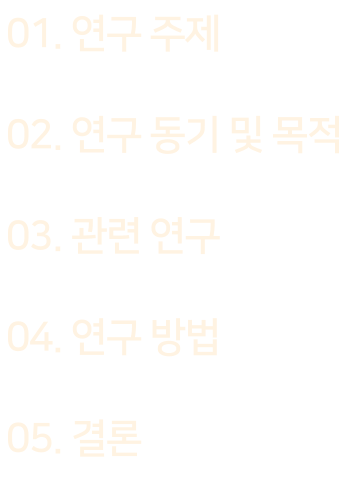 01. 연구 주제
02. 연구 동기 및 목적
03. 관련 연구
04. 연구 방법
05. 결론